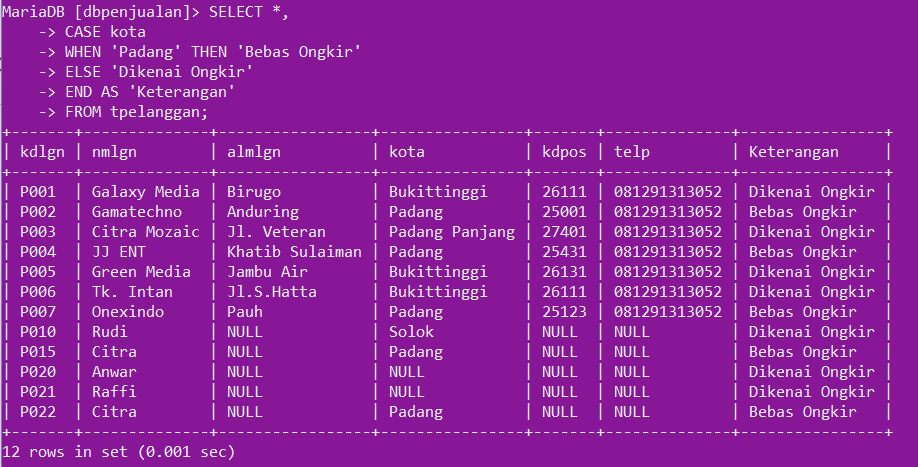 MariaDB [dbpenjualan]> SELECT *,
    -> CASE kota
    -> WHEN 'Padang' THEN 'Bebas Ongkir'
    -> ELSE 'Dikenai Ongkir'
    -> END AS 'Keterangan'
    -> FROM tpelanggan;
+-------+--------------+-----------------+----------------+-------+--------------+----------------+
| kdlgn | nmlgn        | almlgn          | kota           | kdpos | telp         | Keterangan     |
+-------+--------------+-----------------+----------------+-------+--------------+----------------+
| P001  | Galaxy Media | Birugo          | Bukittinggi    | 26111 | 081291313052 | Dikenai Ongkir |
| P002  | Gamatechno   | Anduring        | Padang         | 25001 | 081291313052 | Bebas Ongkir   |
| P003  | Citra Mozaic | Jl. Veteran     | Padang Panjang | 27401 | 081291313052 | Dikenai Ongkir |
| P004  | JJ ENT       | Khatib Sulaiman | Padang         | 25431 | 081291313052 | Bebas Ongkir   |
| P005  | Green Media  | Jambu Air       | Bukittinggi    | 26131 | 081291313052 | Dikenai Ongkir |
| P006  | Tk. Intan    | Jl.S.Hatta      | Bukittinggi    | 26111 | 081291313052 | Dikenai Ongkir |
| P007  | Onexindo     | Pauh            | Padang         | 25123 | 081291313052 | Bebas Ongkir   |
| P010  | Rudi         | NULL            | Solok          | NULL  | NULL         | Dikenai Ongkir |
| P015  | Citra        | NULL            | Padang         | NULL  | NULL         | Bebas Ongkir   |
| P020  | Anwar        | NULL            | NULL           | NULL  | NULL         | Dikenai Ongkir |
| P021  | Raffi        | NULL            | NULL           | NULL  | NULL         | Dikenai Ongkir |
| P022  | Citra        | NULL            | Padang         | NULL  | NULL         | Bebas Ongkir   |
+-------+--------------+-----------------+----------------+-------+--------------+----------------+
12 rows in set (0.001 sec)